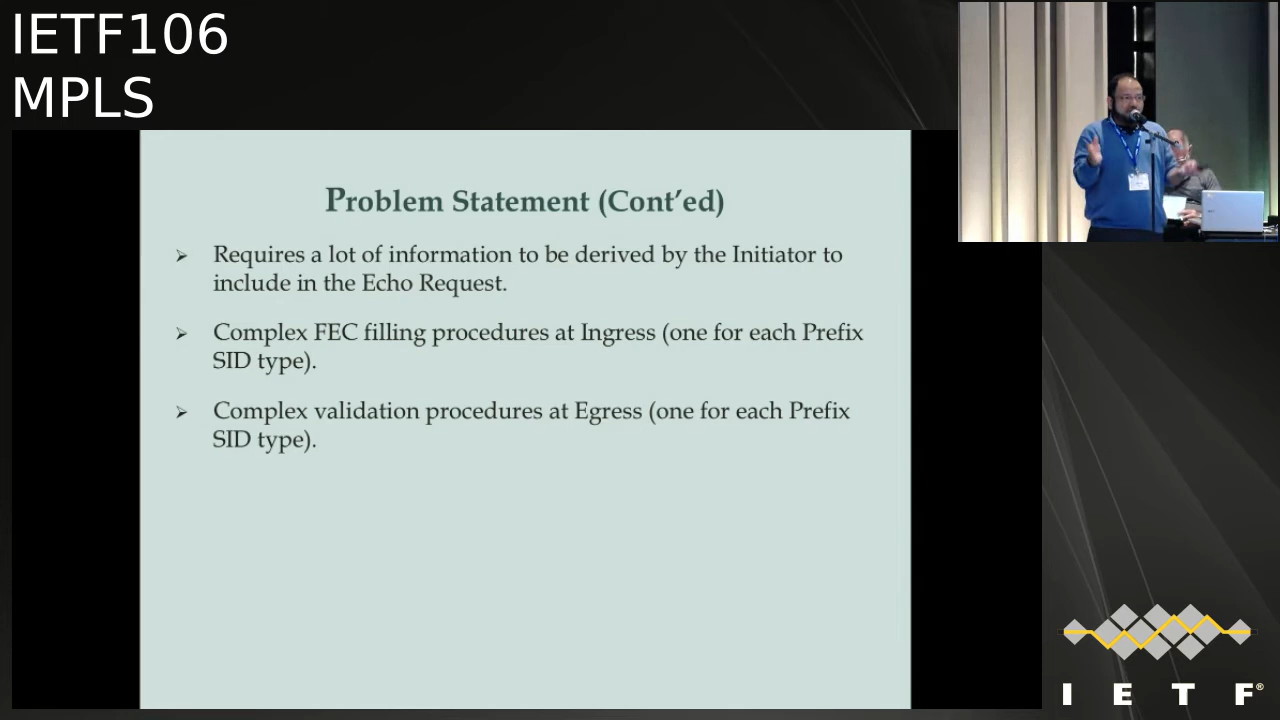 IETF106
MPLS
Problem Statement (Cont'ed)
➢ Requires a lot of information to be derived by the Initiator to
include in the Echo Request.
➢ Complex FEC filling procedures at Ingress (one for each Prefix
SID type).
➢ Complex validation procedures at Egress (one for each Prefix
SID type).
I E T F®